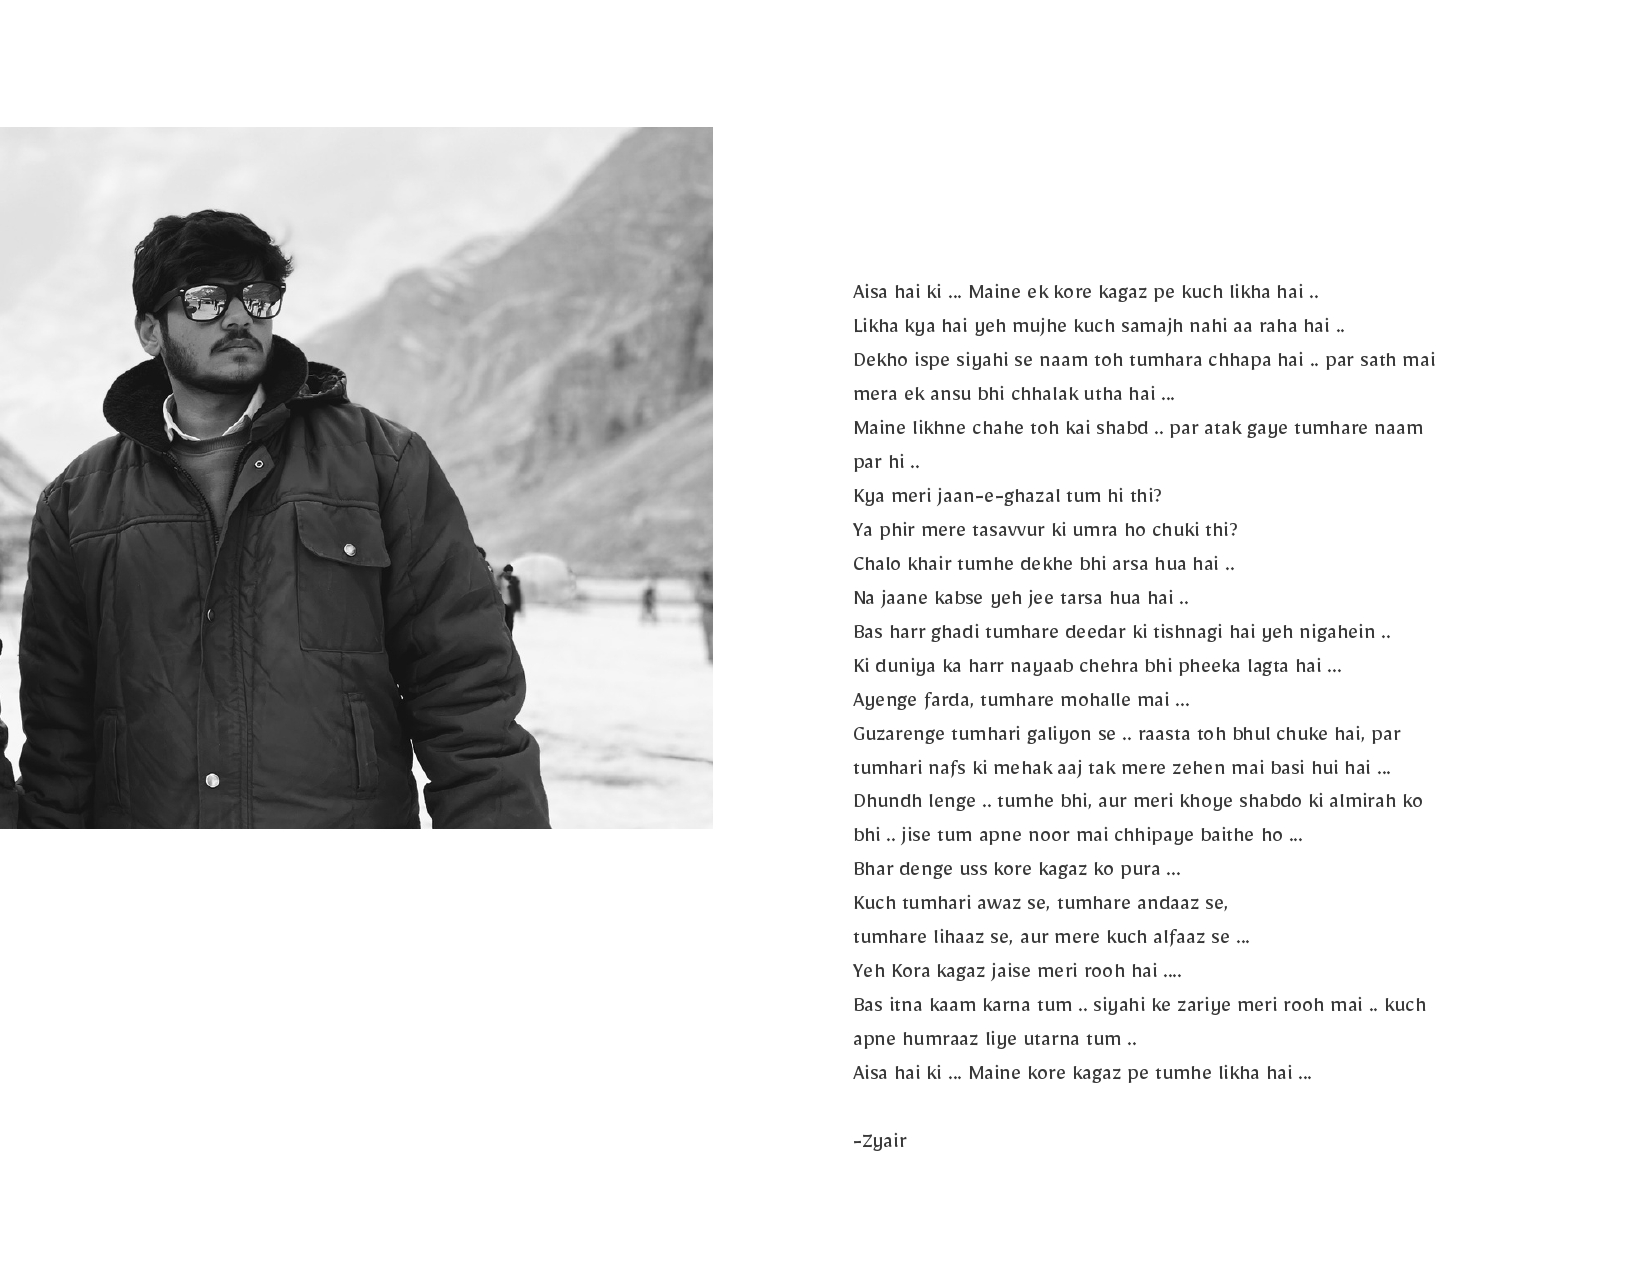 Aisa hai ki ... Maine ek kore kagaz pe kuch likha hai ..
Likha kya hai yeh mujhe kuch samajh nahi aa raha hai ..
Dekho ispe siyahi se naam toh tumhara chhapa hai .. par sath mai
mera ek ansu bhi chhalak utha hai ...
Maine likhne chahe toh kai shabd .. par atak gaye tumhare naam
par hi ..
Kya meri jaan-e-ghazal tum hi thi?
Ya phir mere tasavvur ki umra ho chuki thi?
Chalo khair tumhe dekhe bhi arsa hua hai ..
Na jaane kabse yeh jee tarsa hua hai ..
Bas harr ghadi tumhare deedar ki tishnagi hai yeh nigahein ..
Ki duniya ka harr nayaab chehra bhi pheeka lagta hai ...
Ayenge farda, tumhare mohalle mai ...
Guzarenge tumhari galiyon se .. raasta toh bhul chuke hai, par
tumhari nafs ki mehak aaj tak mere zehen mai basi hui hai ...
Dhundh lenge .. tumhe bhi, aur meri khoye shabdo ki almirah ko
bhi .. jise tum apne noor mai chhipaye baithe ho ...
Bhar denge uss kore kagaz ko pura ...
Kuch tumhari awaz se, tumhare andaaz se,
tumhare lihaaz se, aur mere kuch alfaaz se ...
Yeh Kora kagaz jaise meri rooh hai ....
Bas itna kaam karna tum .. siyahi ke zariye meri rooh mai .. kuch
apne humraaz liye utarna tum ..
Aisa hai ki ... Maine kore kagaz pe tumhe likha hai ...
-Zyair